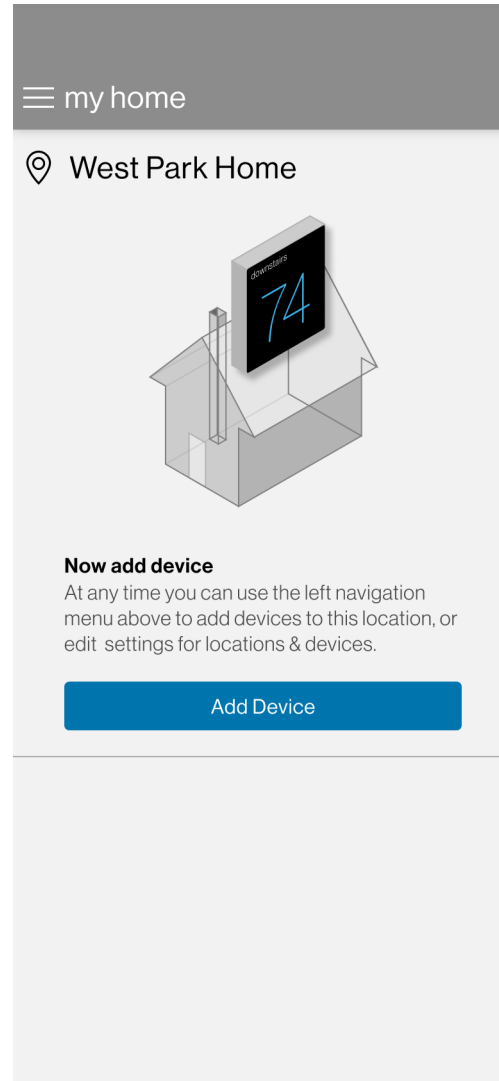 my home
West Park Home
downstairs
74
Now add device
At any time you can use the left navigation
menu above to add devices to this location, or
edit  settings for locations & devices.
Add Device